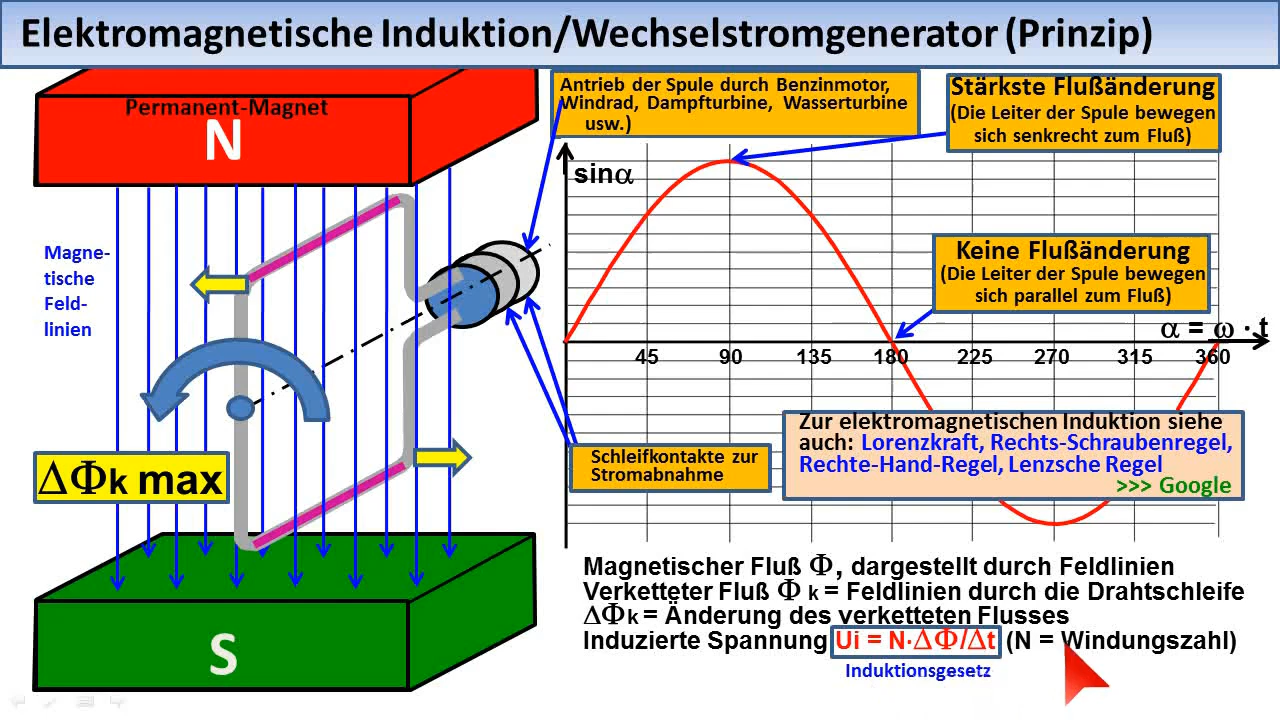 Elektromagnetische Induktion/Wechselstromgenerator (Prinzip)
Permanent-Magnet
N
Magne-
tische
Feld-
linien
ΔΦk max
S
Antrieb der Spule durch Benzinmotor,
Windrad, Dampfturbine, Wasserturbine
usw.)
Stärkste Flußänderung
(Die Leiter der Spule bewegen
sich senkrecht zum Fluß)
sinα
Keine Flußänderung
(Die Leiter der Spule bewegen
sich parallel zum Fluß)
α = ω · t
45 90 135 180 225 270 315 360
Zur elektromagnetischen Induktion siehe
auch: Lorenzkraft, Rechts-Schraubenregel,
Rechte-Hand-Regel, Lenzsche Regel
>>> Google
Schleifkontakte zur
Stromabnahme
Magnetischer Fluß Φ, dargestellt durch Feldlinien
Verketteter Fluß Φ k = Feldlinien durch die Drahtschleife
ΔΦk = Änderung des verketteten Flusses
Induzierte Spannung Ui = N·ΔΦ/Δt (N = Windungszahl)
Induktionsgesetz